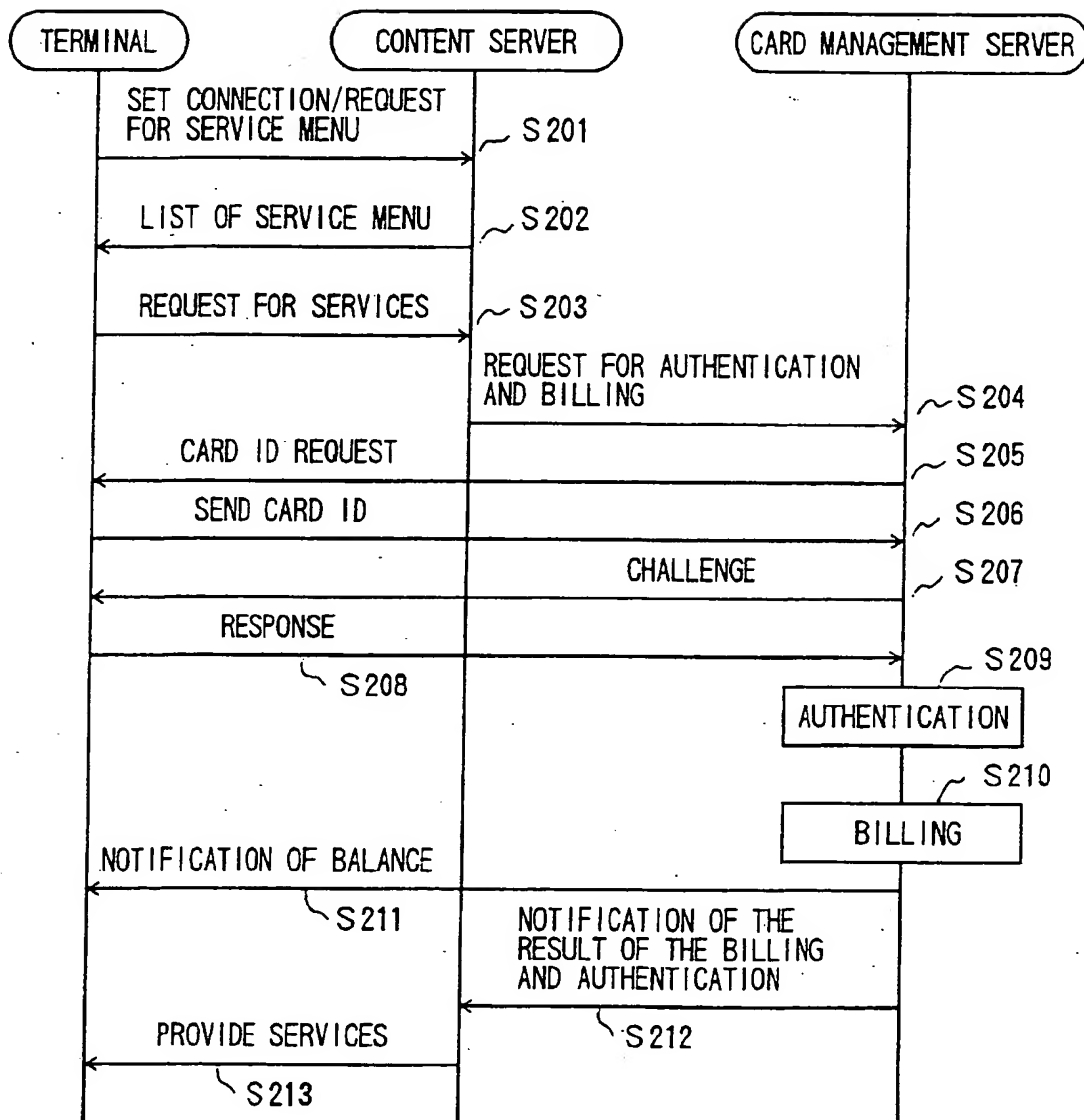 TERMINAL
CONTENT SERVER
CARD MANAGEMENT SERVER
SET CONNECTION/REQUEST
FOR SERVICE MENU
S201
LIST OF SERVICE MENU
S202
REQUEST FOR SERVICES
S203
REQUEST FOR AUTHENTICATION
AND BILLING
S204
CARD ID REQUEST
S205
SEND CARD ID
S206
CHALLENGE
S207
RESPONSE
S208
S209
AUTHENTICATION
S210
BILLING
NOTIFICATION OF BALANCE
S211
NOTIFICATION OF THE
RESULT OF THE BILLING
AND AUTHENTICATION
S212
PROVIDE SERVICES
S213